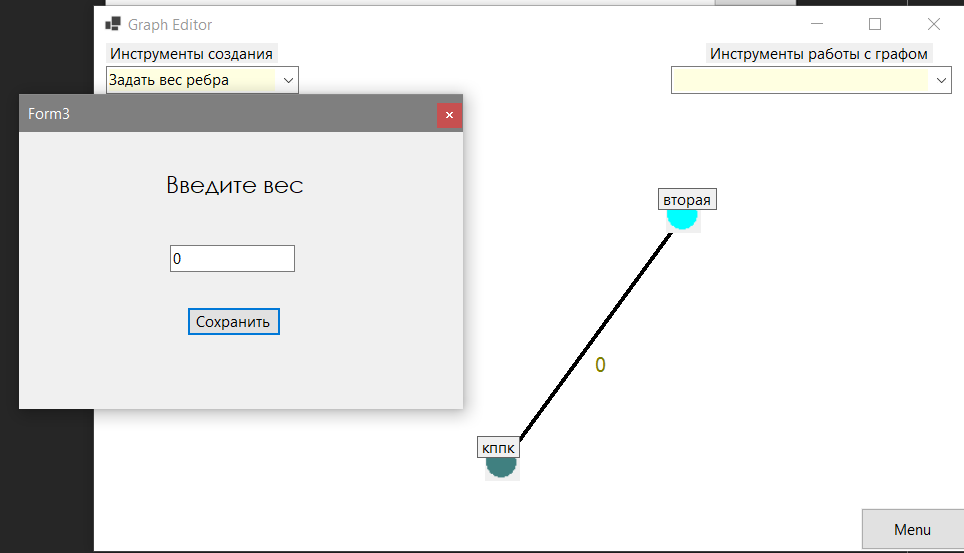 Graph Editor
Инструменты создания
Инструменты работы с графом
Задать вес ребра
Form3
Введите вес
0
Сохранить
вторая
0
кппк
Menu